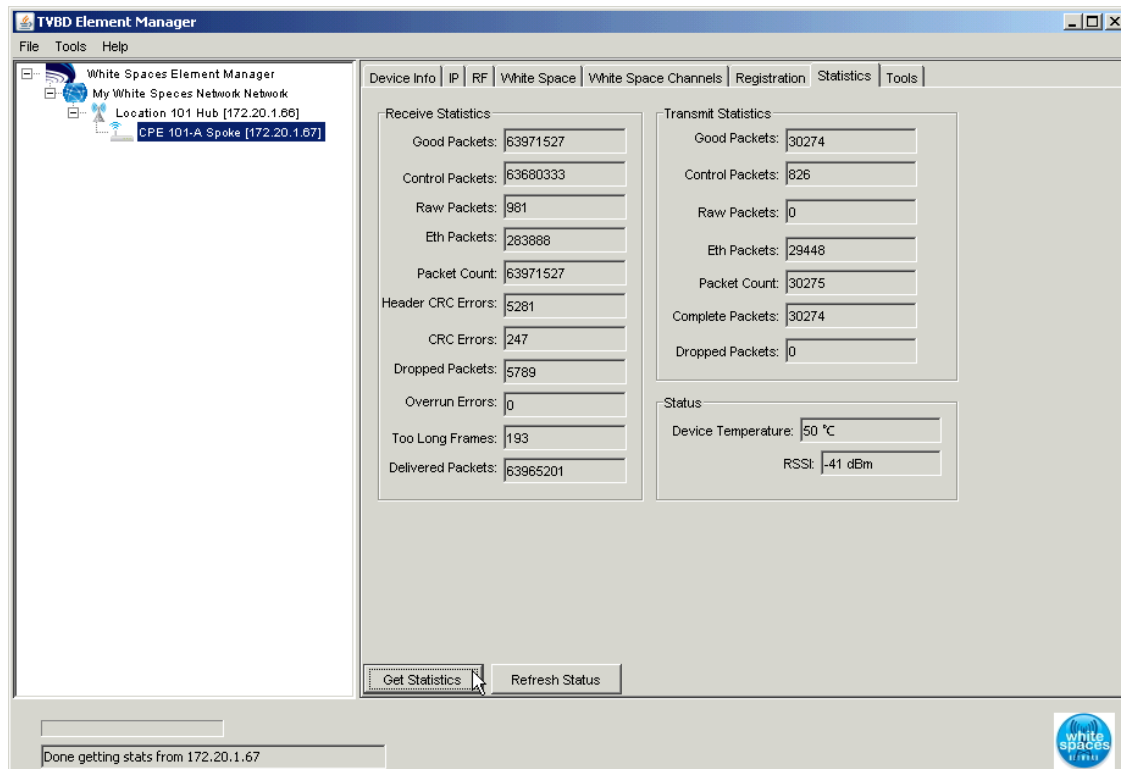 TVBD Element Manager
File Tools Help
White Spaces Element Manager
My White Speces Network Network
Location 101 Hub [172.20.1.66]
CPE 101-A Spoke [172.20.1.67]
Device Info IP RF White Space White Space Channels Registration Statistics Tools
Receive Statistics
Good Packets: 63971527
Control Packets: 63680333
Raw Packets: 981
Eth Packets: 283888
Packet Count: 63971527
Header CRC Errors: 5281
CRC Errors: 247
Dropped Packets: 5789
Overrun Errors: 0
Too Long Frames: 193
Delivered Packets: 63965201
Transmit Statistics
Good Packets: 30274
Control Packets: 826
Raw Packets: 0
Eth Packets: 29448
Packet Count: 30275
Complete Packets: 30274
Dropped Packets: 0
Status
Device Temperature: 50 °C
RSSI: -41 dBm
Get Statistics Refresh Status
Done getting stats from 172.20.1.67
white
spaces
NETWORKS